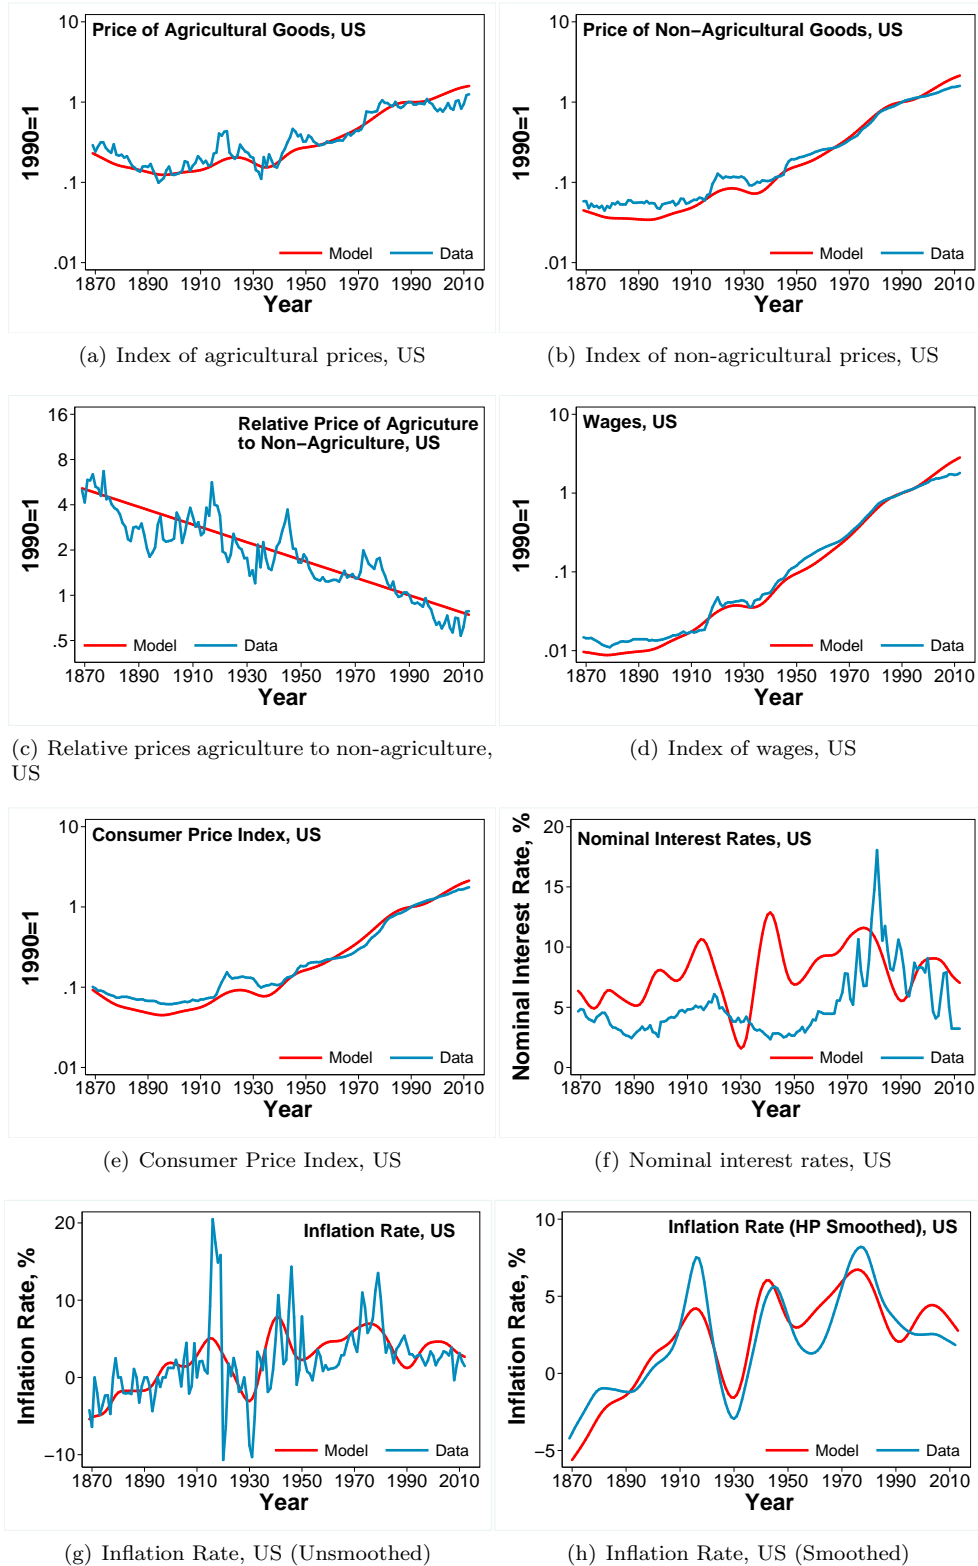 Price of Agricultural Goods, US
1990=1
10
1
.1
.01
Model Data
1870 1890 1910 1930 1950 1970 1990 2010
Year
(a) Index of agricultural prices, US
Price of Non-Agricultural Goods, US
1990=1
10
1
.1
.01
Model Data
1870 1890 1910 1930 1950 1970 1990 2010
Year
(b) Index of non-agricultural prices, US
Relative Price of Agricuture
to Non-Agriculture, US
1990=1
16
8
4
2
1
.5
Model Data
1870 1890 1910 1930 1950 1970 1990 2010
Year
(c) Relative prices agriculture to non-agriculture,
US
Wages, US
1990=1
10
1
.1
.01
Model Data
1870 1890 1910 1930 1950 1970 1990 2010
Year
(d) Index of wages, US
Consumer Price Index, US
1990=1
10
1
.1
.01
Model Data
1870 1890 1910 1930 1950 1970 1990 2010
Year
(e) Consumer Price Index, US
Nominal Interest Rates, US
Nominal Interest Rate, %
20
15
10
5
0
Model Data
1870 1890 1910 1930 1950 1970 1990 2010
Year
(f) Nominal interest rates, US
Inflation Rate, US
Inflation Rate, %
20
10
0
−10
Model Data
1870 1890 1910 1930 1950 1970 1990 2010
Year
(g) Inflation Rate, US (Unsmoothed)
Inflation Rate (HP Smoothed), US
Inflation Rate, %
10
5
0
−5
Model Data
1870 1890 1910 1930 1950 1970 1990 2010
Year
(h) Inflation Rate, US (Smoothed)